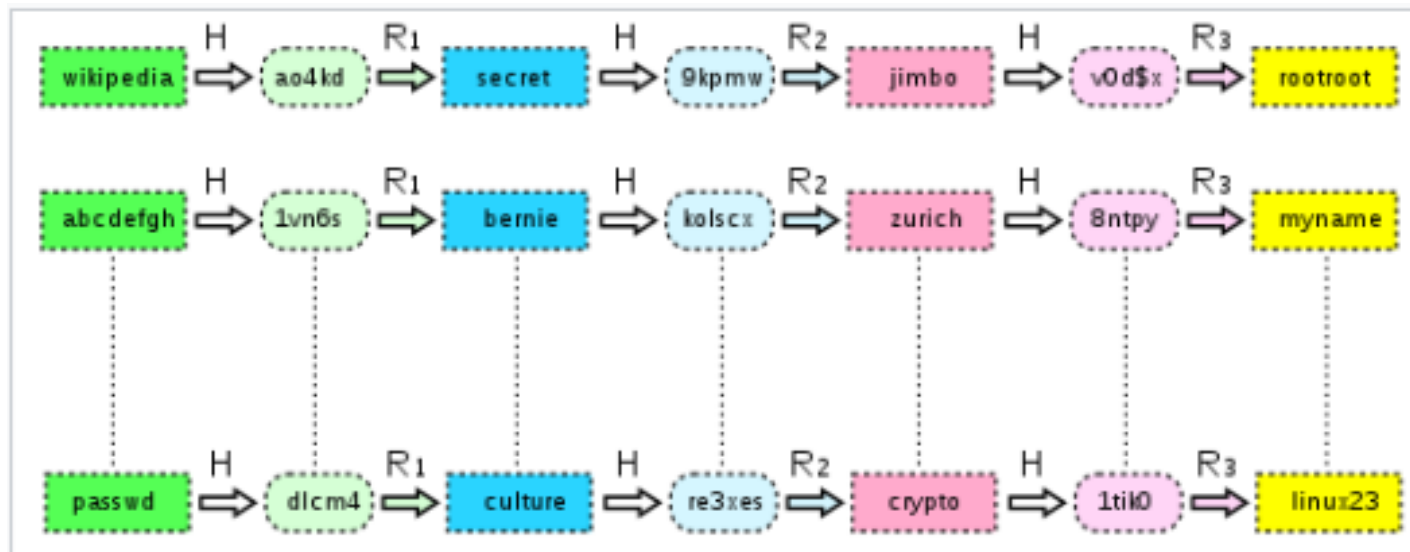 H R1 H R2 H R3
wikipedia ao4kd secret 9kpmw jimbo v0d$x rootroot
H R1 H R2 H R3
abcdefgh 1vn6s bernie kolscx zurich 8ntpy myname
H R1 H R2 H R3
passwd dlcm4 culture re3xes crypto 1tik0 linux23